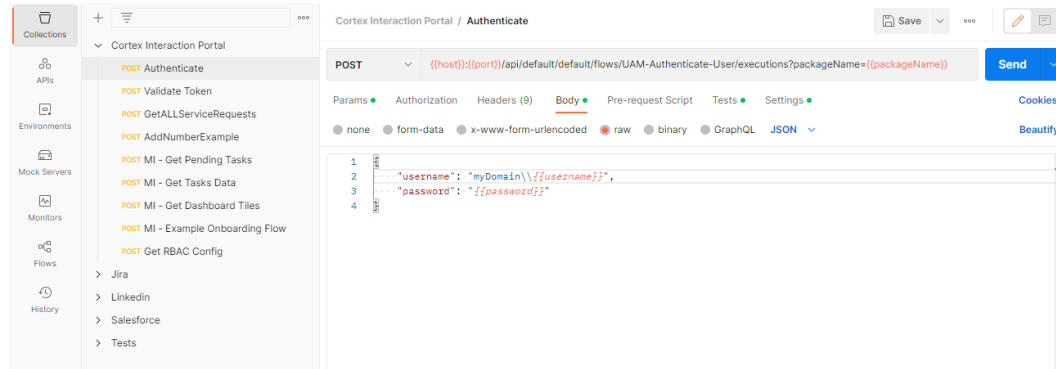 Collections
APIs
Environments
Mock Servers
Monitors
Flows
History
Cortex Interaction Portal
POST Authenticate
POST Validate Token
POST GetALLServiceRequests
POST AddNumberExample
POST MI - Get Pending Tasks
POST MI - Get Tasks Data
POST MI - Get Dashboard Tiles
POST MI - Example Onboarding Flow
POST Get RBAC Config
Jira
Linkedin
Salesforce
Tests
Cortex Interaction Portal / Authenticate
Save
POST {{host}}:{{port}}/api/default/default/flows/UAM-Authenticate-User/executions?packageName={{packageName}}
Send
Params Authorization Headers (9) Body Pre-request Script Tests Settings Cookies
none form-data x-www-form-urlencoded raw binary GraphQL JSON Beautify
1 {
2 "username": "myDomain\\{{username}}",
3 "password": "{{password}}"
4 }